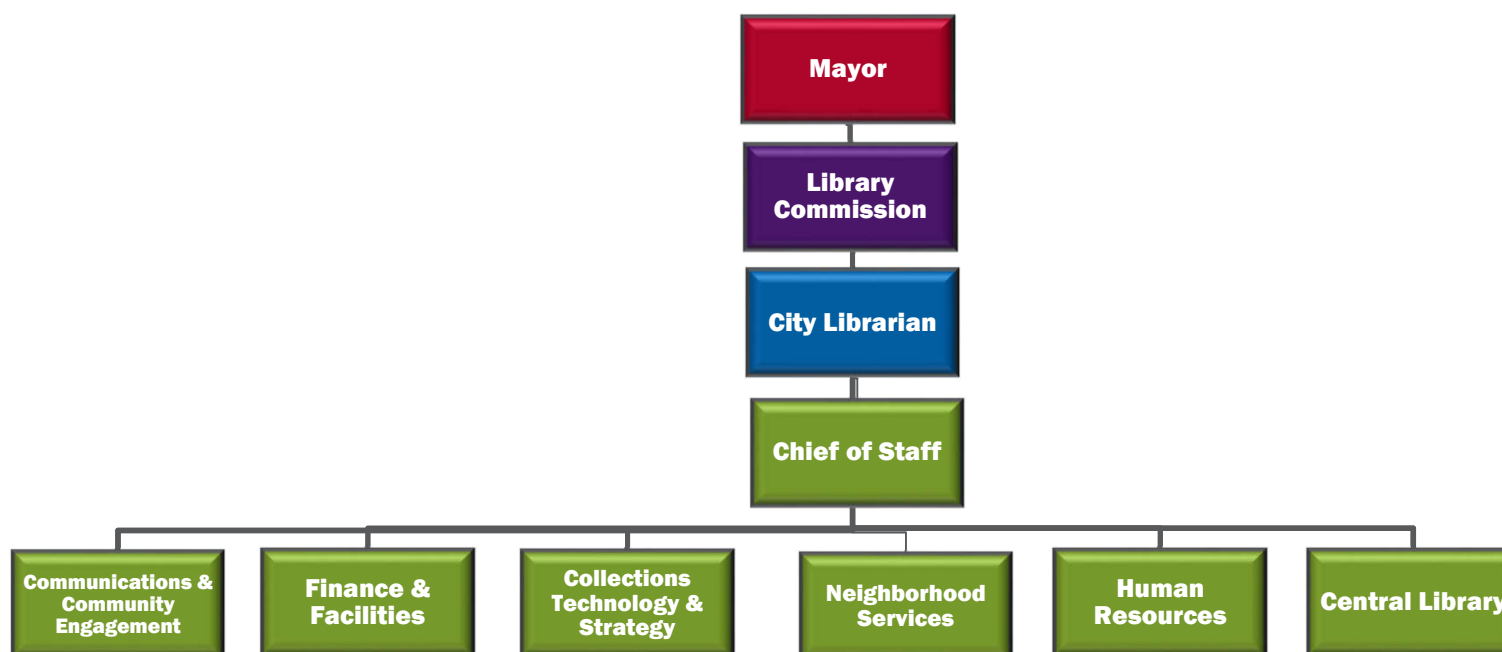 Mayor
Library
Commission
City Librarian
Chief of Staff
Communications &
Community
Engagement
Finance &
Facilities
Collections
Technology &
Strategy
Neighborhood
Services
Human
Resources
Central Library